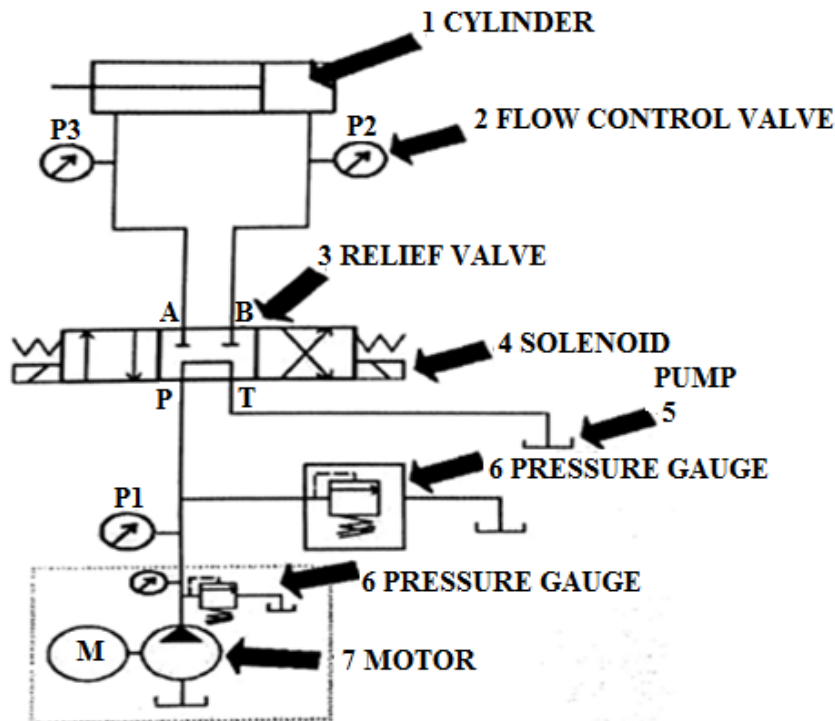 1 CYLINDER
P3
P2
2 FLOW CONTROL VALVE
3 RELIEF VALVE
A
B
4 SOLENOID
P
T
PUMP
5
6 PRESSURE GAUGE
P1
6 PRESSURE GAUGE
M
7 MOTOR